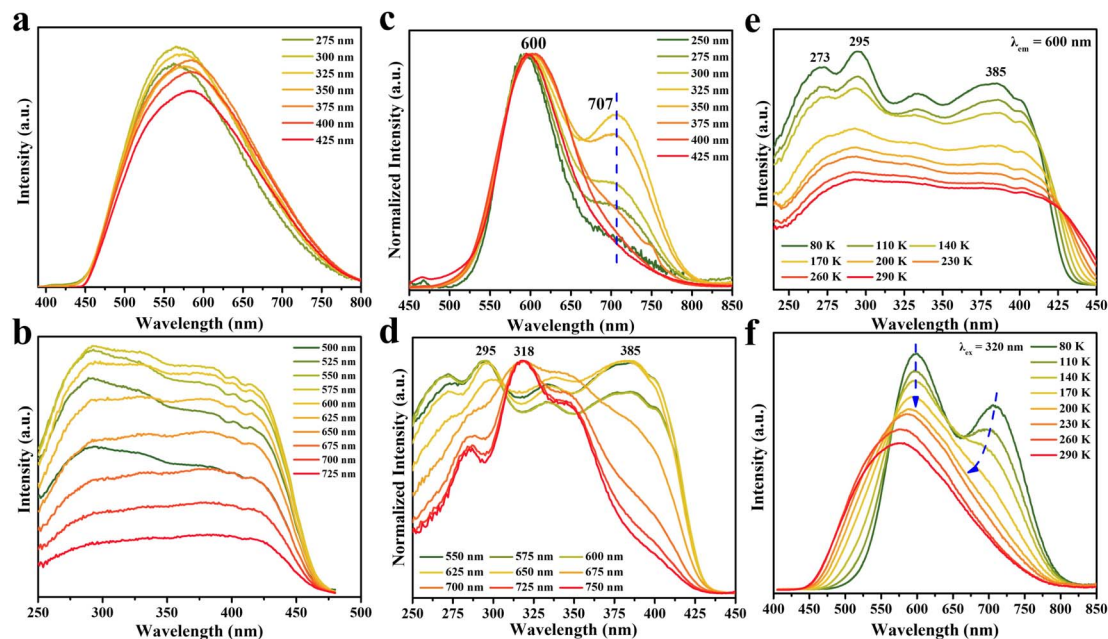 a
275 nm
300 nm
325 nm
350 nm
375 nm
400 nm
425 nm
Intensity (a.u.)
400 450 500 550 600 650 700 750 800
Wavelength (nm)
b
500 nm
525 nm
550 nm
575 nm
600 nm
625 nm
650 nm
675 nm
700 nm
725 nm
Intensity (a.u.)
250 300 350 400 450 500
Wavelength (nm)
c
600
707
250 nm
275 nm
300 nm
325 nm
350 nm
375 nm
400 nm
425 nm
Normalized Intensity (a.u.)
450 500 550 600 650 700 750 800 850
Wavelength (nm)
d
295 318 385
550 nm 575 nm 600 nm
625 nm 650 nm 675 nm
700 nm 725 nm 750 nm
Normalized Intensity (a.u.)
250 275 300 325 350 375 400 425 450
Wavelength (nm)
e
273 295 385
λem = 600 nm
80 K 110 K 140 K
170 K 200 K 230 K
260 K 290 K
Intensity (a.u.)
240 270 300 330 360 390 420 450
Wavelength (nm)
f
λex = 320 nm
80 K
110 K
140 K
170 K
200 K
230 K
260 K
290 K
Intensity (a.u.)
400 450 500 550 600 650 700 750 800 850
Wavelength (nm)